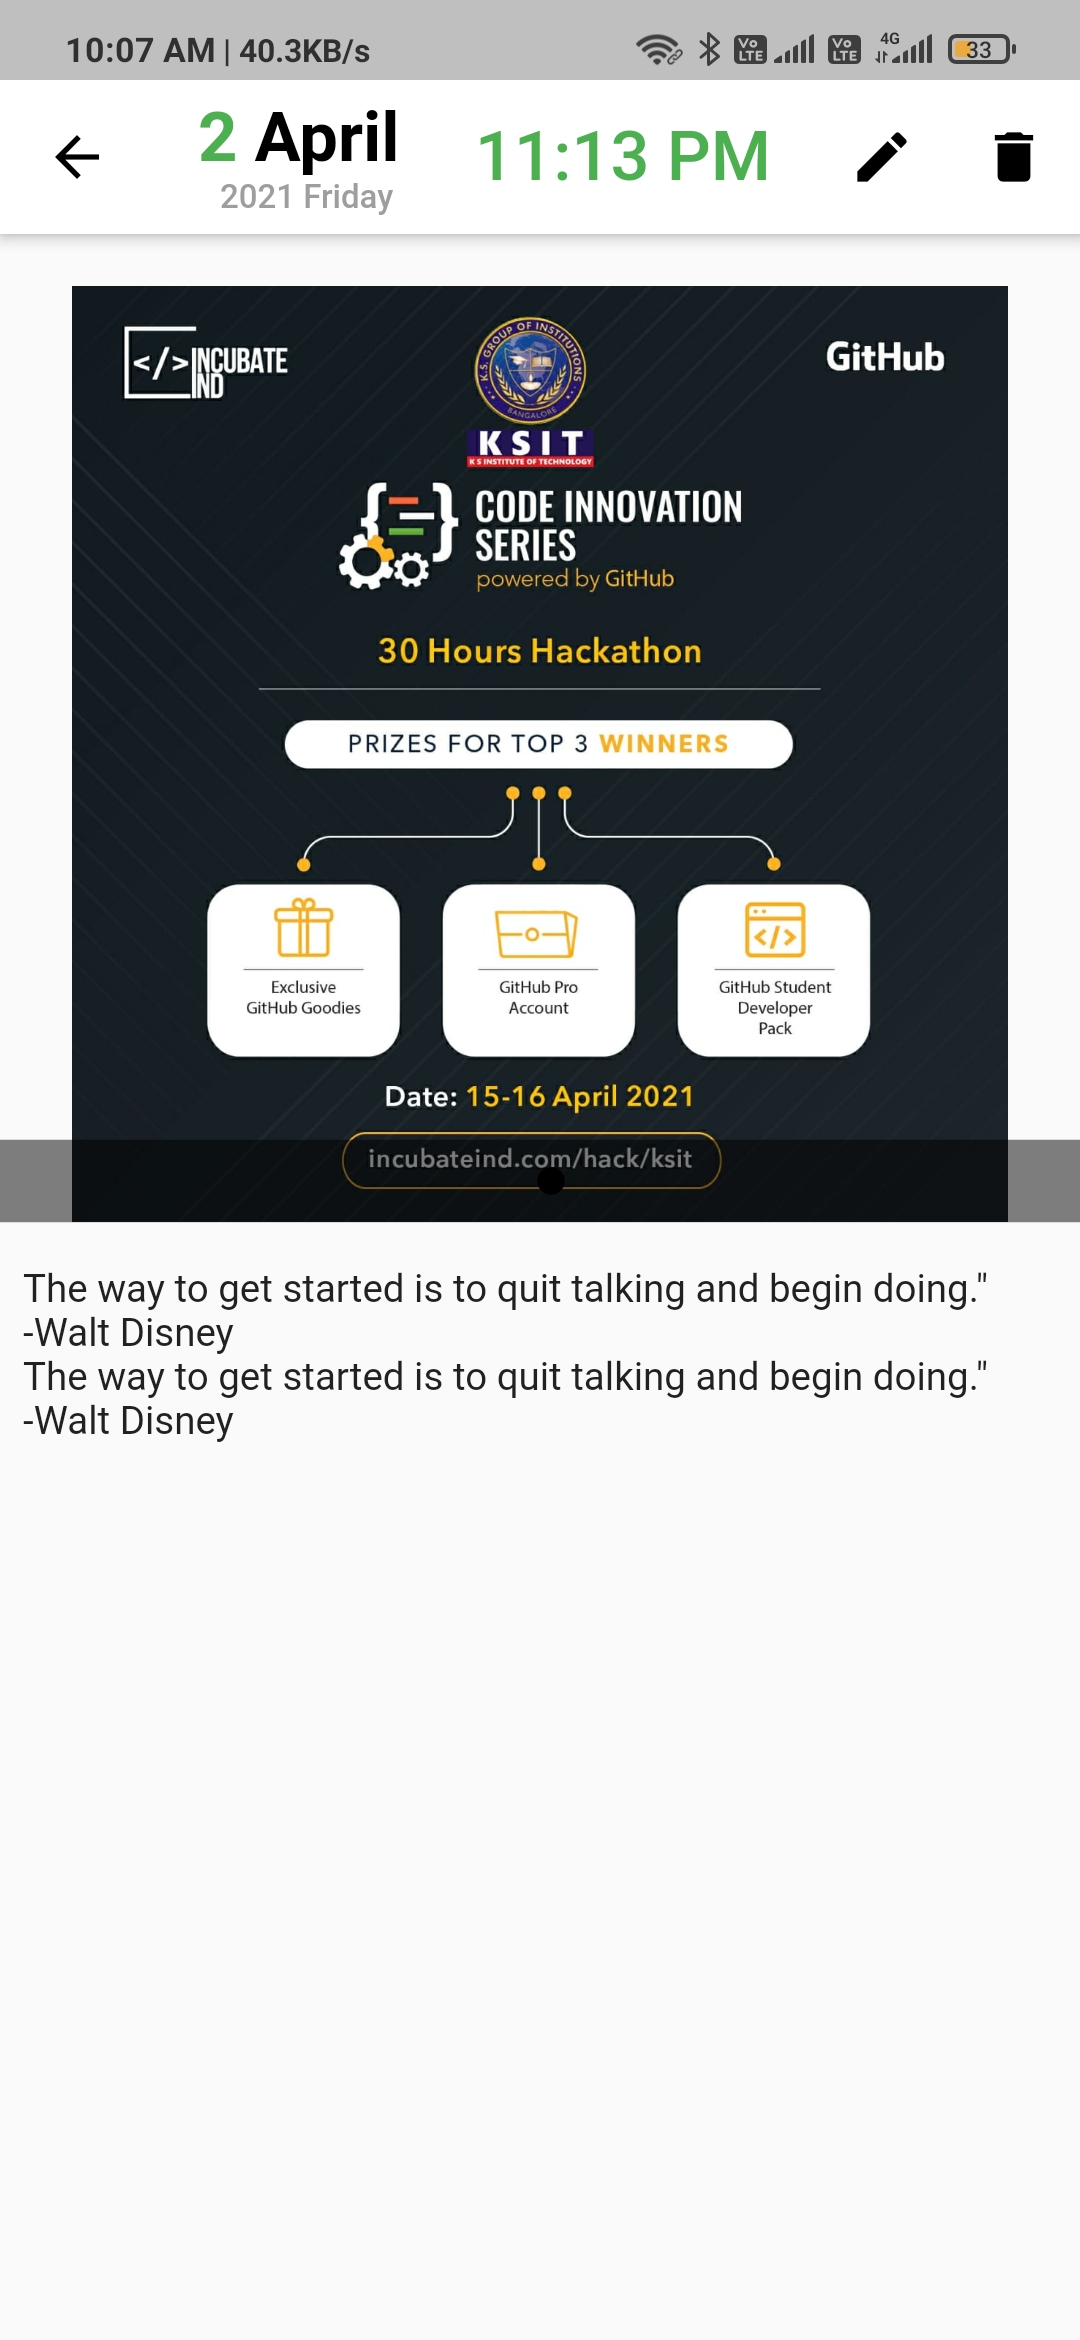 10:07 AM | 40.3KB/s
Vo LTE
Vo LTE
4G
33
2 April
2021 Friday
11:13 PM
</> INCUBATE
IND
K.S. GROUP OF INSTITUTIONS
BANGALORE
KSIT
K S INSTITUTE OF TECHNOLOGY
GitHub
CODE INNOVATION
SERIES
powered by GitHub
30 Hours Hackathon
PRIZES FOR TOP 3 WINNERS
Exclusive
GitHub Goodies
GitHub Pro
Account
</>
GitHub Student
Developer
Pack
Date: 15-16 April 2021
incubateind.com/hack/ksit
The way to get started is to quit talking and begin doing."
-Walt Disney
The way to get started is to quit talking and begin doing."
-Walt Disney